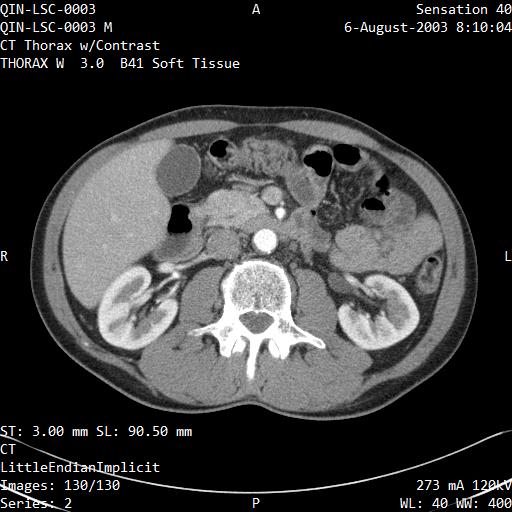 QIN-LSC-0003 A Sensation 40
QIN-LSC-0003 M 6-August-2003 8:10:04
CT Thorax w/Contrast
THORAX W 3.0 B41 Soft Tissue
R L
ST: 3.00 mm SL: 90.50 mm
CT
LittleEndianImplicit
Images: 130/130 273 mA 120kV
Series: 2 P WL: 40 WW: 400